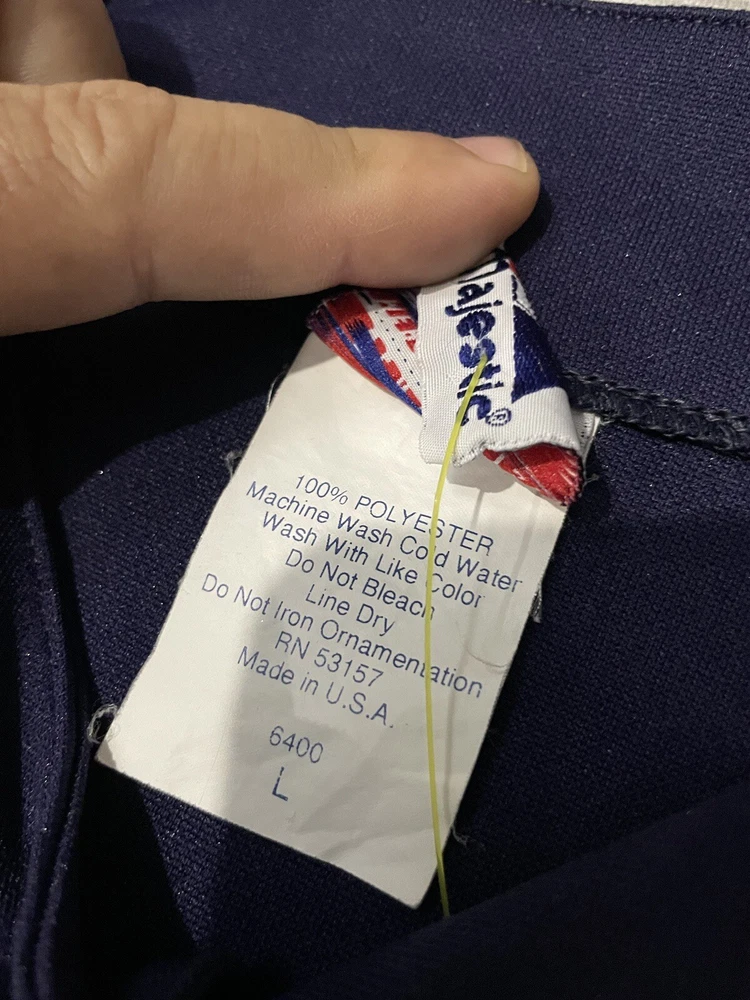 Majestic®
100% POLYESTER
Machine Wash Cold Water
Wash With Like Color
Do Not Bleach
Line Dry
Do Not Iron Ornamentation
RN 53157
Made in U.S.A.
6400
L